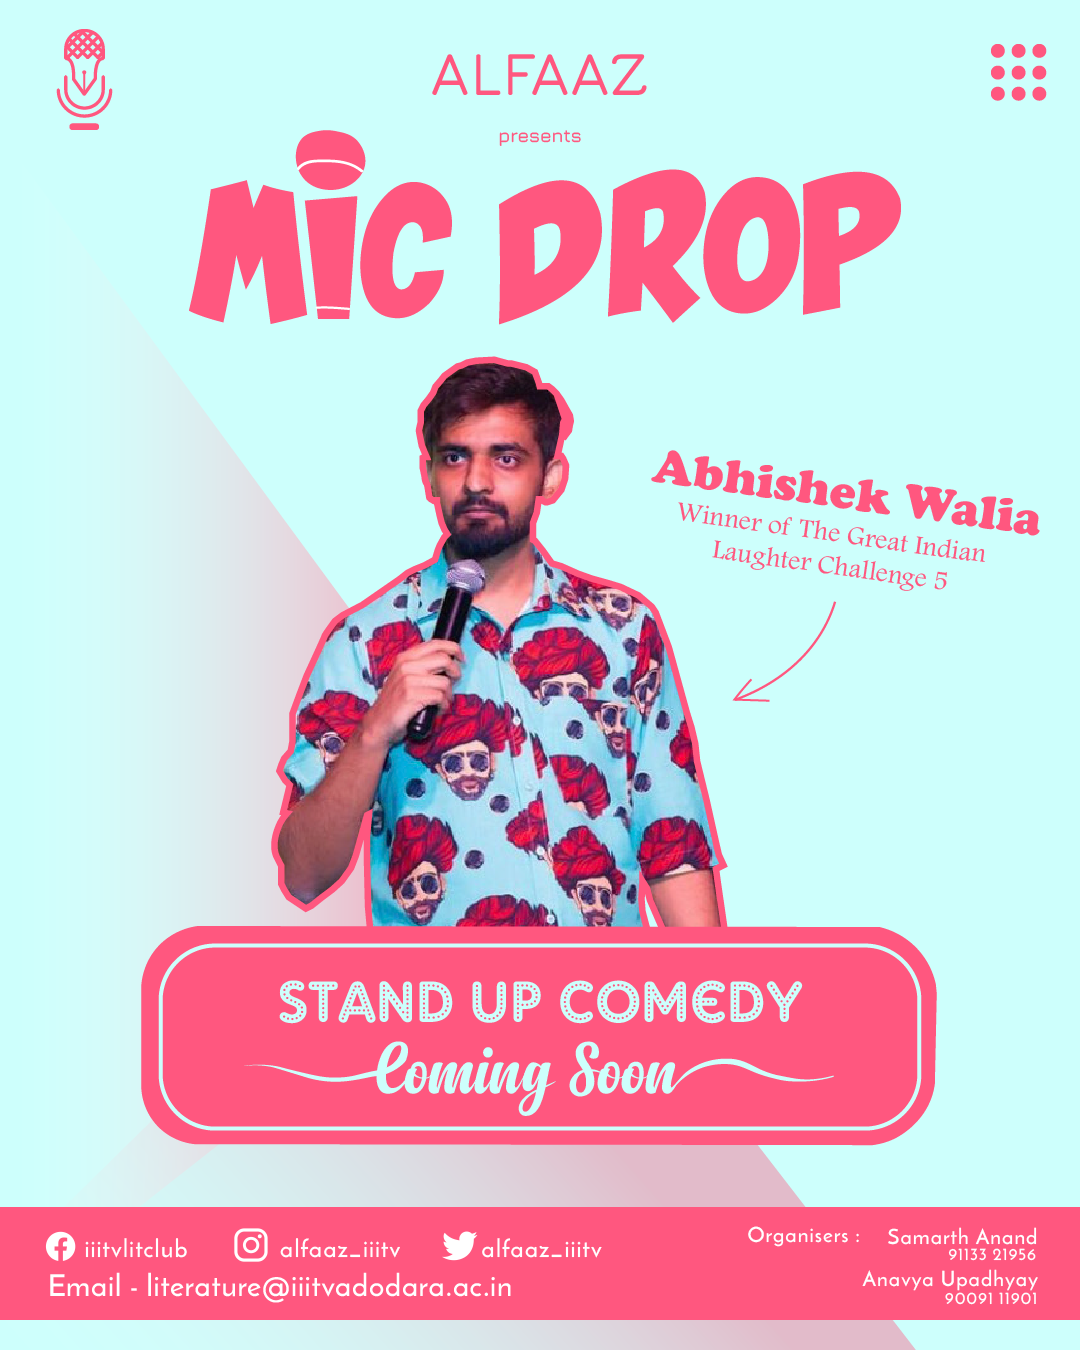 ALFAAZ
presents
MiC DROP
Abhishek Walia
Winner of The Great Indian
Laughter Challenge 5
STAND UP COMEDY
Coming Soon
iiitvlitclub alfaaz_iiitv alfaaz_iiitv
Email - literature@iiitvadodara.ac.in
Organisers : Samarth Anand
91133 21956
Anavya Upadhyay
90091 11901